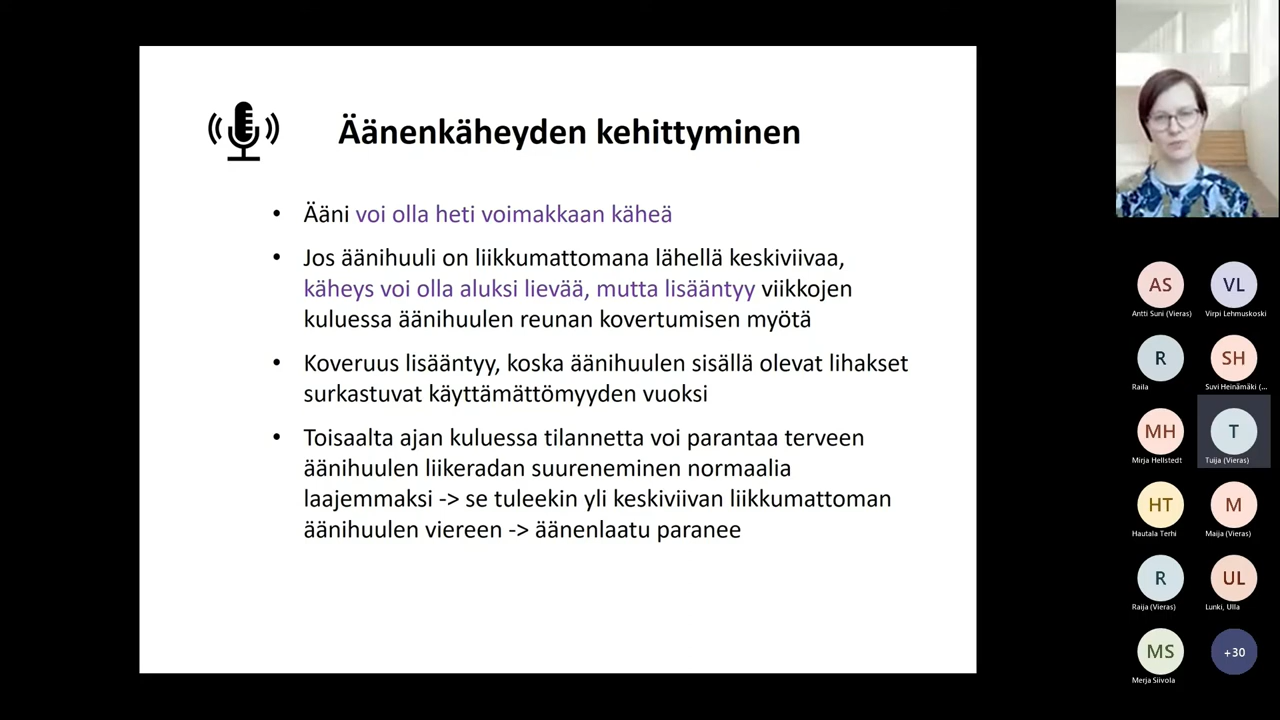 Äänenkäheyden kehittyminen
• Ääni voi olla heti voimakkaan käheä
• Jos äänihuuli on liikkumattomana lähellä keskiviivaa,
käheys voi olla aluksi lievää, mutta lisääntyy viikkojen
kuluessa äänihuulen reunan kovertumisen myötä
• Koveruus lisääntyy, koska äänihuulen sisällä olevat lihakset
surkastuvat käyttämättömyyden vuoksi
• Toisaalta ajan kuluessa tilannetta voi parantaa terveen
äänihuulen liikeradan suureneminen normaalia
laajemmaksi -> se tuleekin yli keskiviivan liikkumattoman
äänihuulen viereen -> äänenlaatu paranee
AS VL
Antti Suni (Vieras) Virpi Lehmuskoski
R SH
Raila Suvi Heinämäki (...
MH T
Mirja Hellstedt Tuija (Vieras)
HT M
Hautala Terhi Maija (Vieras)
R UL
Raija (Vieras) Lunki, Ulla
MS +30
Merja Siivola